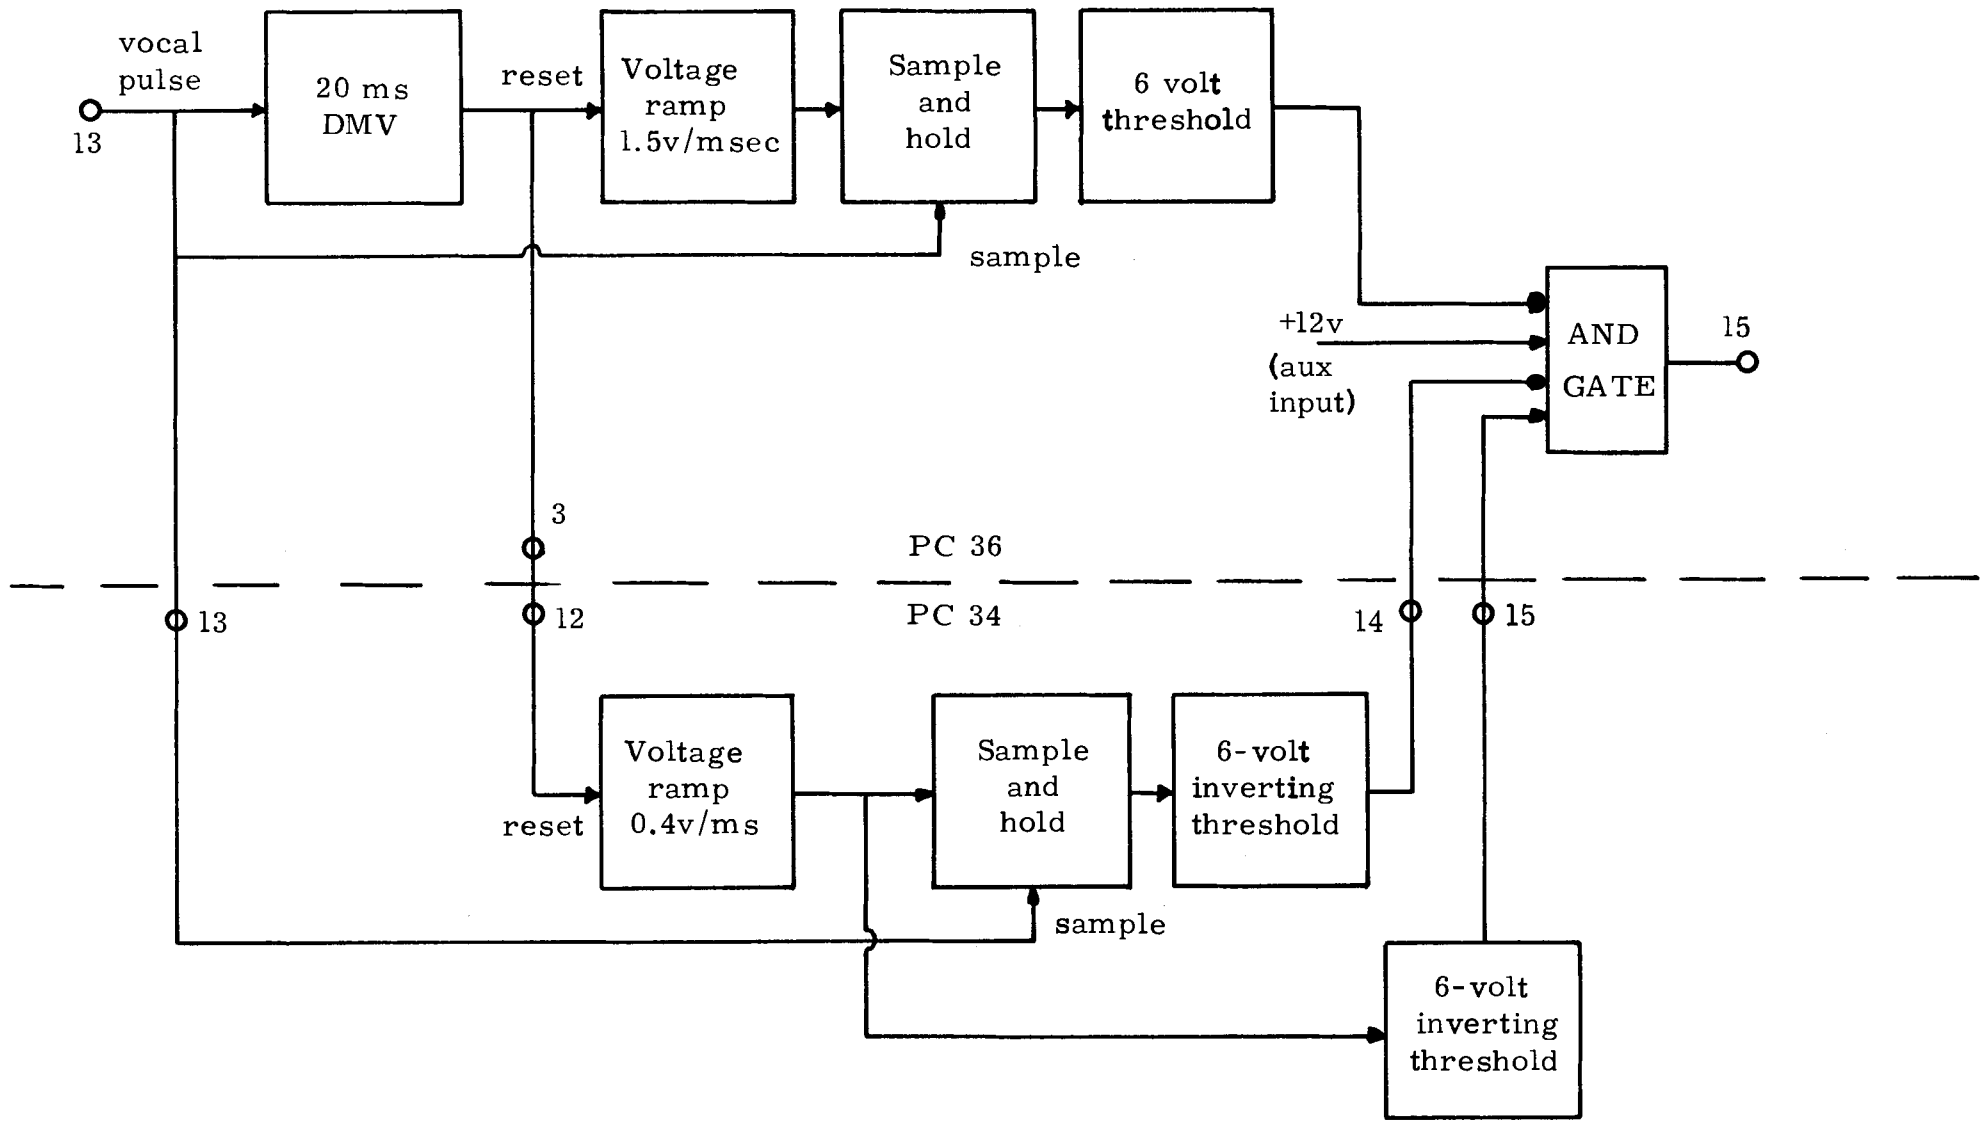 vocal
pulse
13
20 ms
DMV
reset
Voltage
ramp
1.5v/msec
Sample
and
hold
6 volt
threshold
sample
+12v
(aux
input)
AND
GATE
15
3
PC 36
13
12
PC 34
14
15
Voltage
ramp
0.4v/ms
reset
Sample
and
hold
6-volt
inverting
threshold
sample
6-volt
inverting
threshold